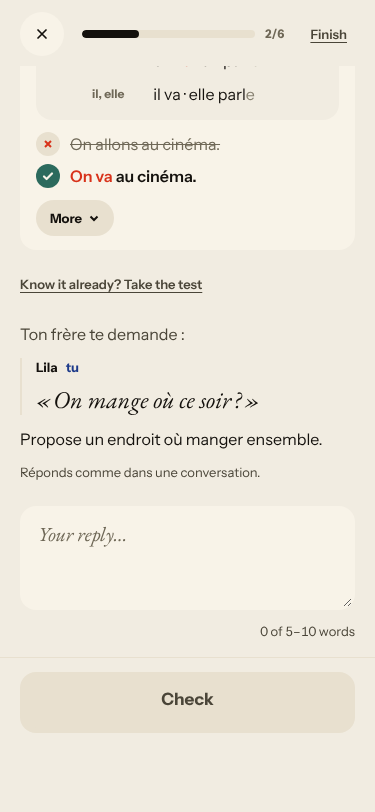 2/6
Finish
il, elle
il va · elle parle
On allons au cinéma.
On va au cinéma.
More
Know it already? Take the test
Ton frère te demande :
Lila tu
« On mange où ce soir ? »
Propose un endroit où manger ensemble.
Réponds comme dans une conversation.
Your reply...
0 of 5–10 words
Check